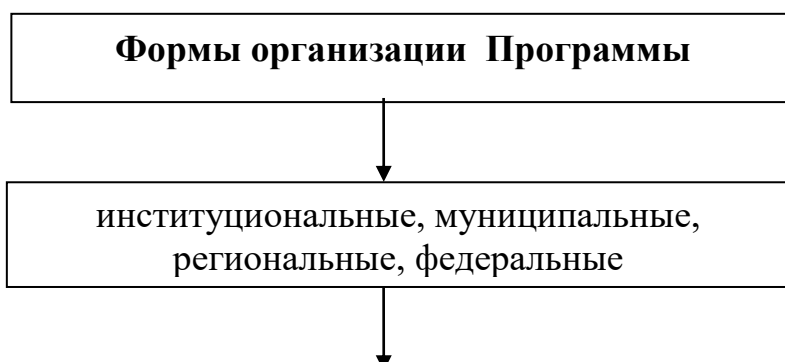 Формы организации Программы
институциональные, муниципальные,
региональные, федеральные